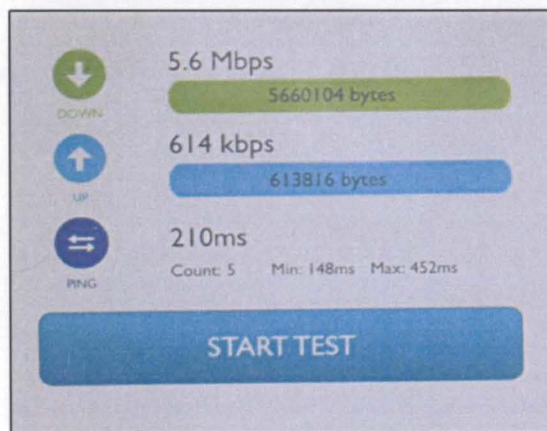 5.6 Mbps
5660104 bytes
DOWN
614 kbps
613816 bytes
UP
210ms
Count: 5 Min: 148ms Max: 452ms
PING
START TEST